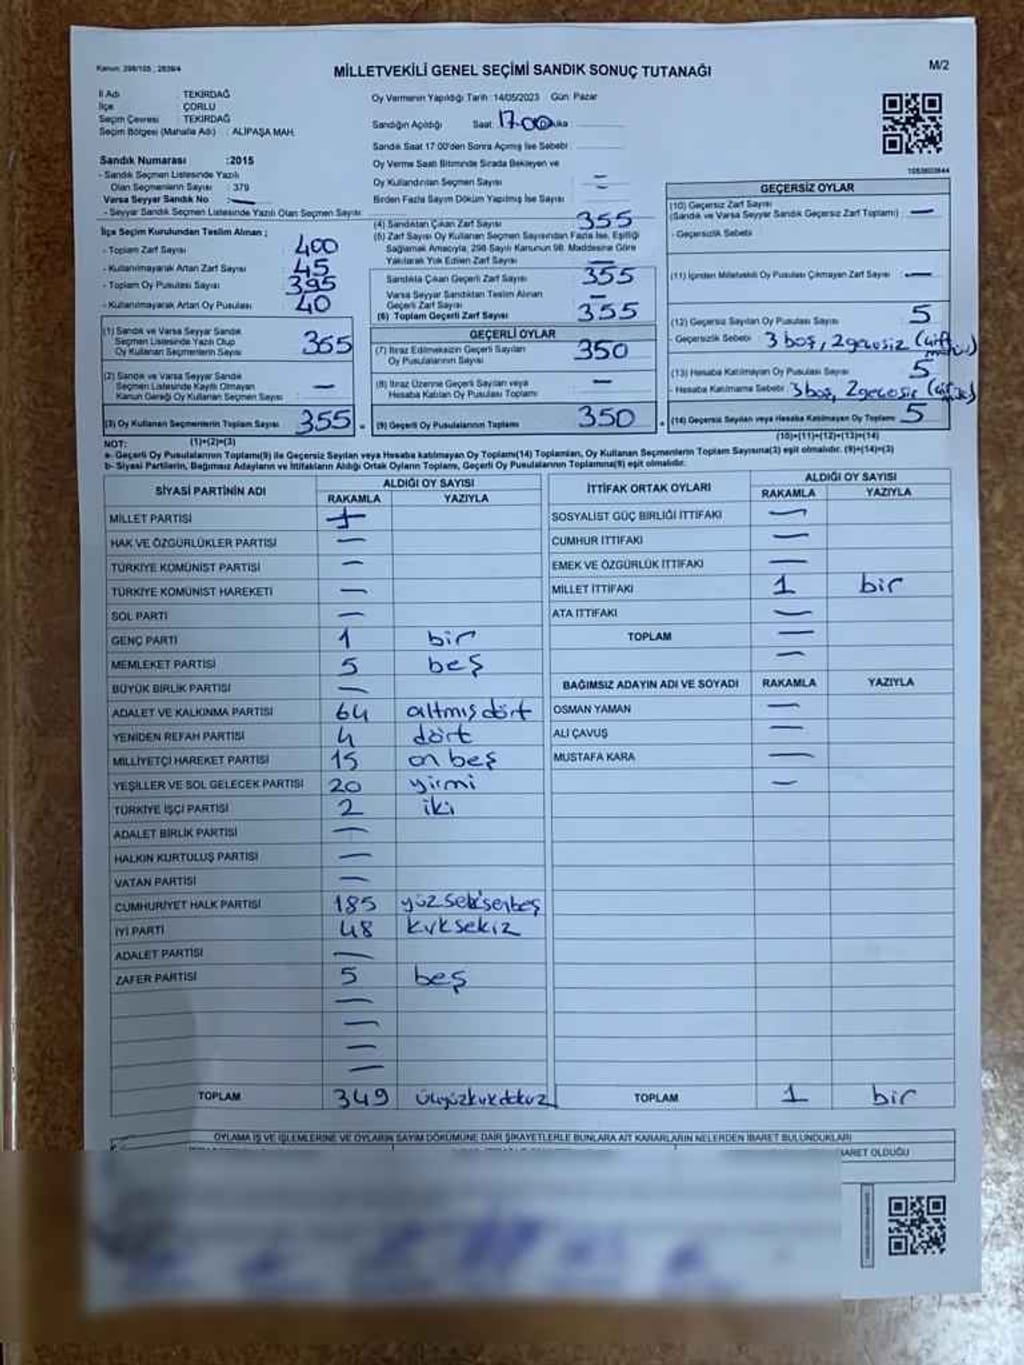 Kanun: 298/105 ; 2839/4
MİLLETVEKİLİ GENEL SEÇİMİ SANDIK SONUÇ TUTANAĞI
M/2
İl Adı TEKİRDAĞ
İlçe ÇORLU
Seçim Çevresi : TEKİRDAĞ
Seçim Bölgesi (Mahalle Adı) : ALİPAŞA MAH.
Sandık Numarası :2015
- Sandık Seçmen Listesinde Yazılı
Olan Seçmenlerin Sayısı : 379
Varsa Seyyar Sandık No : —
- Seyyar Sandık Seçmen Listesinde Yazılı Olan Seçmen Sayısı
İlçe Seçim Kurulundan Teslim Alınan ;
- Toplam Zarf Sayısı : 400
- Kullanılmayarak Artan Zarf Sayısı : 45
- Toplam Oy Pusulası Sayısı : 395
- Kullanılmayarak Artan Oy Pusulası : 40
(1) Sandık ve Varsa Seyyar Sandık
Seçmen Listesinde Yazılı Olup
Oy Kullanan Seçmenlerin Sayısı : 355
(2) Sandık ve Varsa Seyyar Sandık
Seçmen Listesinde Kayıtlı Olmayan
Kanun Gereği Oy Kullanan Seçmen Sayısı : —
(3) Oy Kullanan Seçmenlerin Toplam Sayısı : 355
(1)+(2)=(3)
Oy Vermenin Yapıldığı Tarih :14/05/2023 Gün: Pazar
Sandığın Açıldığı Saat: 17.00
Sandık Saat 17:00'den Sonra Açılmış İse Sebebi:
Oy Verme Saati Bitiminde Sırada Bekleyen ve
Oy Kullandırılan Seçmen Sayısı : —
Birden Fazla Sayım Döküm Yapılmış İse Sayısı : —
(4) Sandıktan Çıkan Zarf Sayısı : 355
(5) Zarf Sayısı Oy Kullanan Seçmen Sayısından Fazla İse, Eşitliği
Sağlamak Amacıyla, 298 Sayılı Kanunun 98. Maddesine Göre
Yakılarak Yok Edilen Zarf Sayısı : —
Sandıkta Çıkan Geçerli Zarf Sayısı : 355
Varsa Seyyar Sandıktan Teslim Alınan
Geçerli Zarf Sayısı : —
(6) Toplam Geçerli Zarf Sayısı : 355
GEÇERLİ OYLAR
(7) İtiraz Edilmeksizin Geçerli Sayılan
Oy Pusulalarının Sayısı : 350
(8) İtiraz Üzerine Geçerli Sayılan veya
Hesaba Katılan Oy Pusulası Toplamı : —
(9) Geçerli Oy Pusulalarının Toplamı : 350
1053603844
GEÇERSİZ OYLAR
(10) Geçersiz Zarf Sayısı
(Sandık ve Varsa Seyyar Sandık Geçersiz Zarf Toplamı) : —
- Geçersizlik Sebebi
(11) İçinden Milletvekili Oy Pusulası Çıkmayan Zarf Sayısı : —
(12) Geçersiz Sayılan Oy Pusulası Sayısı : 5
- Geçersizlik Sebebi : 3 boş, 2 geçersiz
(13) Hesaba Katılmayan Oy Pusulası Sayısı : 5
- Hesaba Katılmama Sebebi : 3 boş, 2 geçersiz
(14) Geçersiz Sayılan veya Hesaba Katılmayan Oy Toplamı : 5
(10)+(11)+(12)+(13)=(14)
NOT:
a- Geçerli Oy Pusulalarının Toplamı(9) ile Geçersiz Sayılan veya Hesaba Katılmayan Oy Toplamı(14) Toplamları, Oy Kullanan Seçmenlerin Toplam Sayısına(3) eşit olmalıdır. (9)+(14)=(3)
b- Siyasi Partilerin, Bağımsız Adayların ve İttifakların Aldığı Ortak Oyların Toplamı, Geçerli Oy Pusulalarının Toplamına(9) eşit olmalıdır.
SİYASİ PARTİNİN ADI ALDIĞI OY SAYISI
RAKAMLA YAZIYLA
MİLLET PARTİSİ —
HAK VE ÖZGÜRLÜKLER PARTİSİ —
TÜRKİYE KOMÜNİST PARTİSİ —
TÜRKİYE KOMÜNİST HAREKETİ —
SOL PARTİ —
GENÇ PARTİ 1 bir
MEMLEKET PARTİSİ 5 beş
BÜYÜK BİRLİK PARTİSİ —
ADALET VE KALKINMA PARTİSİ 64 altmış dört
YENİDEN REFAH PARTİSİ 4 dört
MİLLİYETÇİ HAREKET PARTİSİ 15 on beş
YEŞİLLER VE SOL GELECEK PARTİSİ 20 yirmi
TÜRKİYE İŞÇİ PARTİSİ 2 iki
ADALET BİRLİK PARTİSİ —
HALKIN KURTULUŞ PARTİSİ —
VATAN PARTİSİ —
CUMHURİYET HALK PARTİSİ 185 yüzseksenbeş
İYİ PARTİ 48 kırksekiz
ADALET PARTİSİ —
ZAFER PARTİSİ 5 beş
—
—
—
—
TOPLAM 349 üçyüzkırkdokuz
İTTİFAK ORTAK OYLARI ALDIĞI OY SAYISI
RAKAMLA YAZIYLA
SOSYALİST GÜÇ BİRLİĞİ İTTİFAKI —
CUMHUR İTTİFAKI —
EMEK VE ÖZGÜRLÜK İTTİFAKI —
MİLLET İTTİFAKI 1 bir
ATA İTTİFAKI —
TOPLAM —
—
BAĞIMSIZ ADAYIN ADI VE SOYADI RAKAMLA YAZIYLA
OSMAN YAMAN —
ALİ ÇAVUŞ —
MUSTAFA KARA —
—
TOPLAM 1 bir
OYLAMA İŞ VE İŞLEMLERİNE VE OYLARIN SAYIM DÖKÜMÜNE DAİR ŞİKAYETLERLE BUNLARA AİT KARARLARIN NELERDEN İBARET BULUNDUKLARI
İBARET OLDUĞU